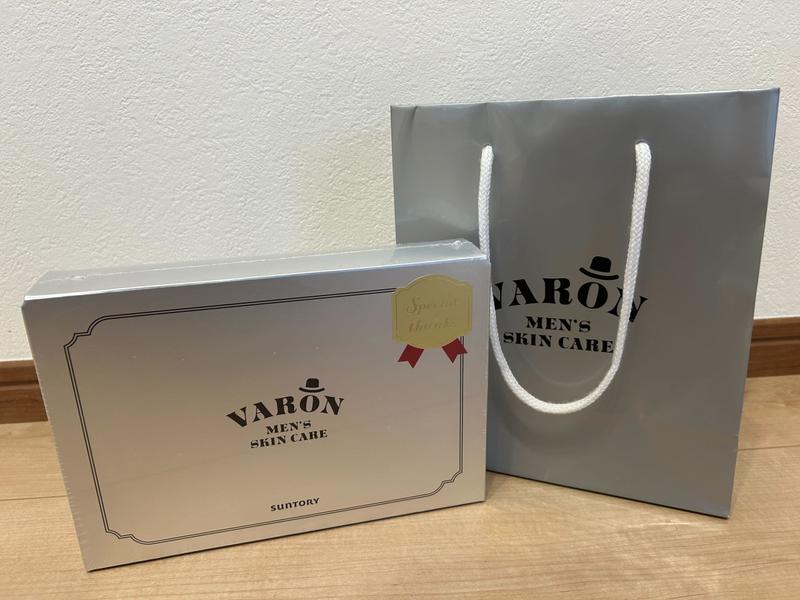 Special
thanks
VARON
MEN'S
SKIN CARE
SUNTORY
VARON
MEN'S
SKIN CARE